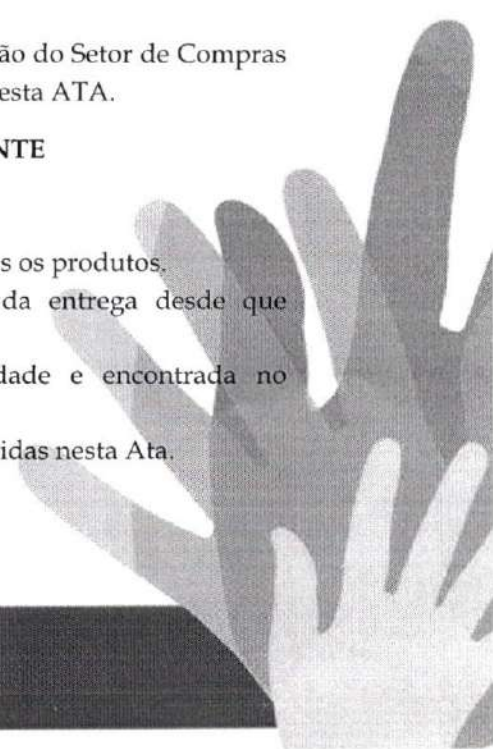 ão do Setor de Compras
esta ATA.
NTE
s os produtos.
da entrega desde que
dade e encontrada no
idas nesta Ata.